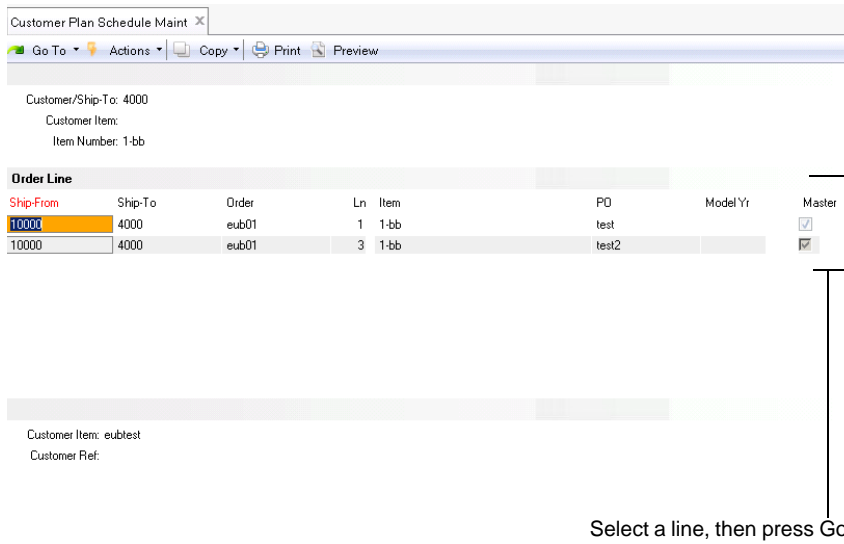 Customer Plan Schedule Maint
Go To Actions Copy Print Preview
Customer/Ship-To: 4000
Customer Item:
Item Number: 1-bb
Order Line
Ship-From Ship-To Order Ln Item PO Model Yr Master
10000 4000 eub01 1 1-bb test
10000 4000 eub01 3 1-bb test2
Customer Item: eubtest
Customer Ref:
Select a line, then press Go